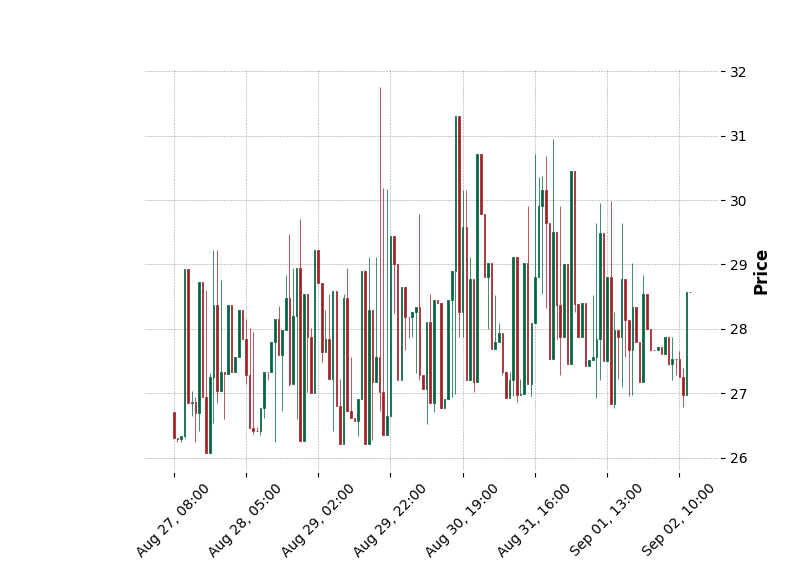 32
31
30
29
28
27
26
Price
Aug 27, 08:00
Aug 28, 05:00
Aug 29, 02:00
Aug 29, 22:00
Aug 30, 19:00
Aug 31, 16:00
Sep 01, 13:00
Sep 02, 10:00